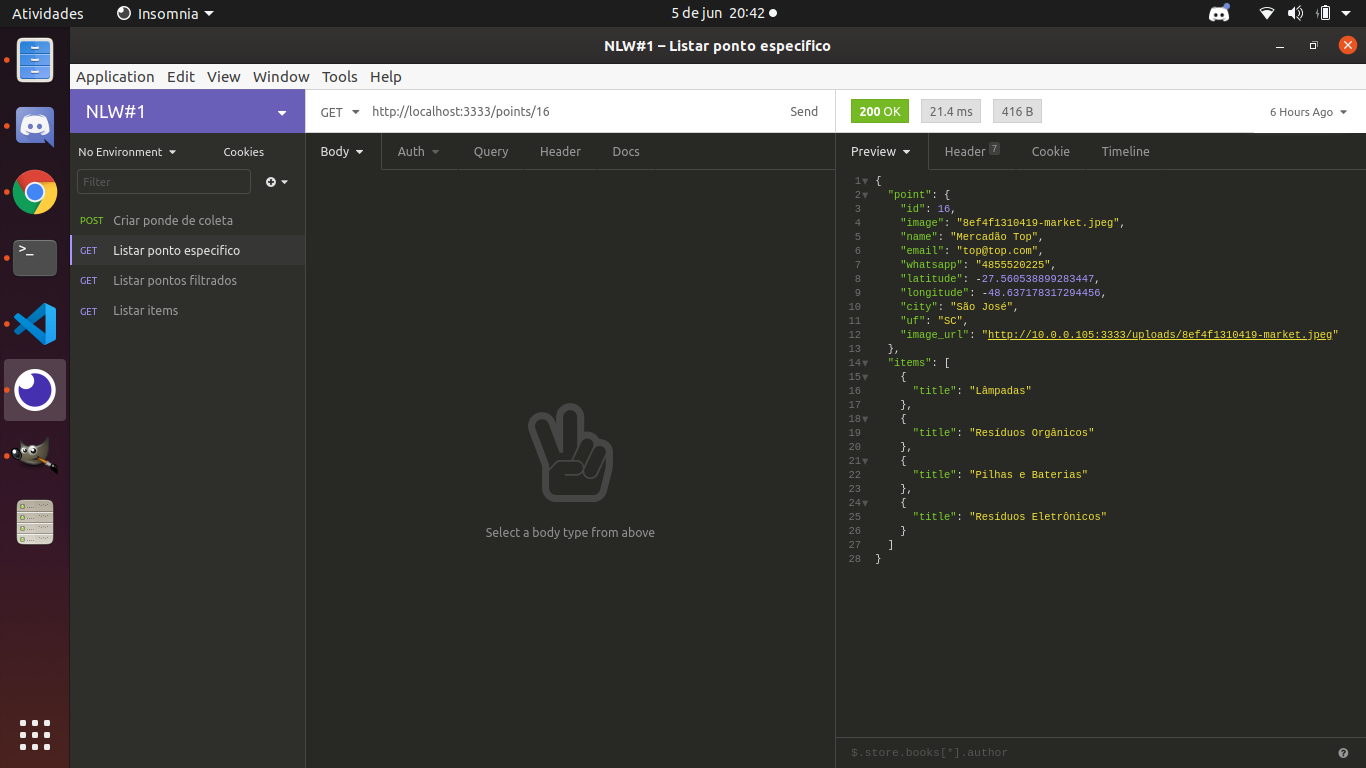 Atividades
Insomnia
5 de jun 20:42
NLW#1 – Listar ponto especifico
Application Edit View Window Tools Help
NLW#1
GET http://localhost:3333/points/16 Send
200 OK 21.4 ms 416 B 6 Hours Ago
No Environment Cookies
Body Auth Query Header Docs
Preview Header 7 Cookie Timeline
Filter
POST Criar ponde de coleta
GET Listar ponto especifico
GET Listar pontos filtrados
GET Listar items
>_
Select a body type from above
1 {
2 "point": {
3 "id": 16,
4 "image": "8ef4f1310419-market.jpeg",
5 "name": "Mercadão Top",
6 "email": "top@top.com",
7 "whatsapp": "4855520225",
8 "latitude": -27.560538899283447,
9 "longitude": -48.637178317294456,
10 "city": "São José",
11 "uf": "SC",
12 "image_url": "http://10.0.0.105:3333/uploads/8ef4f1310419-market.jpeg"
13 },
14 "items": [
15 {
16 "title": "Lâmpadas"
17 },
18 {
19 "title": "Resíduos Orgânicos"
20 },
21 {
22 "title": "Pilhas e Baterias"
23 },
24 {
25 "title": "Resíduos Eletrônicos"
26 }
27 ]
28 }
$.store.books[*].author